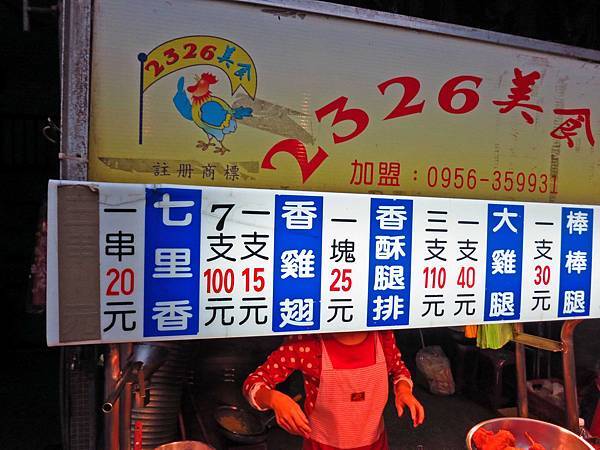 2326美食
2326美食
註册商標
加盟：0956-359931
棒棒腿
一支30元
大雞腿
一支40元
三支110元
香酥腿排
一塊25元
香雞翅
一支15元
7支100元
七里香
一串20元